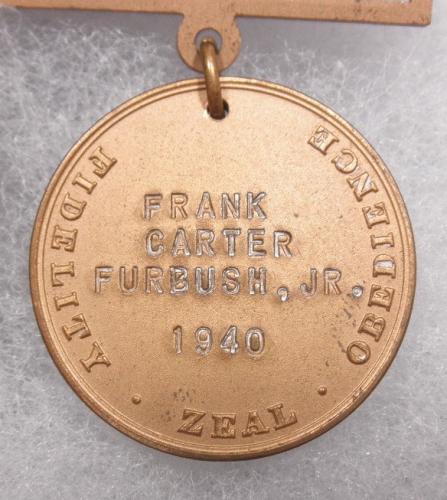 FRANK
CARTER
FURBUSH, JR.
1940
FIDELITY · ZEAL · OBEDIENCE